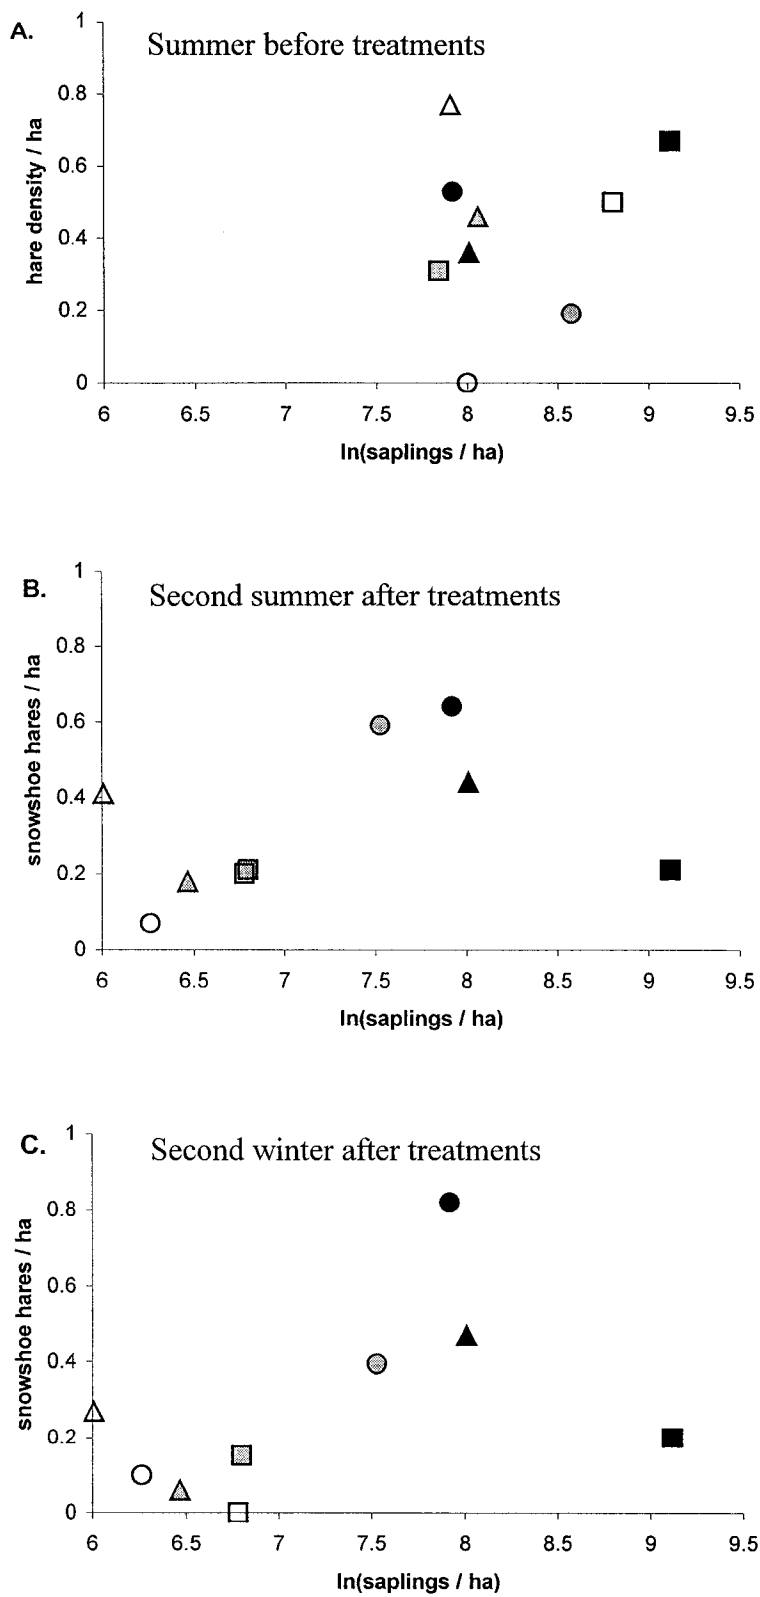 A.
Summer before treatments
hare density / ha
1
0.8
0.6
0.4
0.2
0
6 6.5 7 7.5 8 8.5 9 9.5
ln(saplings / ha)
B.
Second summer after treatments
snowshoe hares / ha
1
0.8
0.6
0.4
0.2
0
6 6.5 7 7.5 8 8.5 9 9.5
ln(saplings / ha)
C.
Second winter after treatments
snowshoe hares / ha
1
0.8
0.6
0.4
0.2
0
6 6.5 7 7.5 8 8.5 9 9.5
ln(saplings / ha)